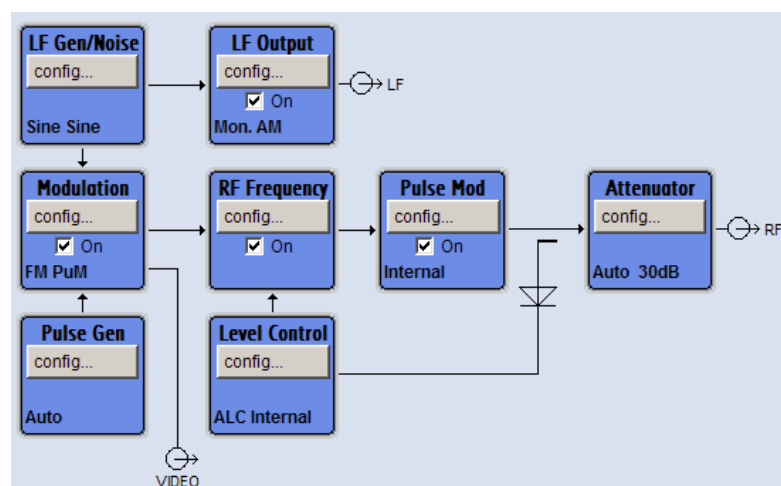 LF Gen/Noise
config...
Sine Sine
LF Output
config...
On
Mon. AM
LF
Modulation
config...
On
FM PuM
RF Frequency
config...
On
Pulse Mod
config...
On
Internal
Attenuator
config...
Auto 30dB
RF
Pulse Gen
config...
Auto
Level Control
config...
ALC Internal
VIDEO